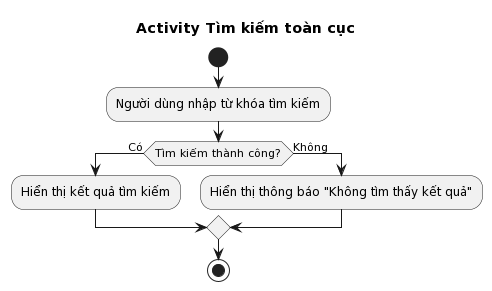 Activity Tìm kiếm toàn cục
Người dùng nhập từ khóa tìm kiếm
Có
Tìm kiếm thành công?
Không
Hiển thị kết quả tìm kiếm
Hiển thị thông báo "Không tìm thấy kết quả"